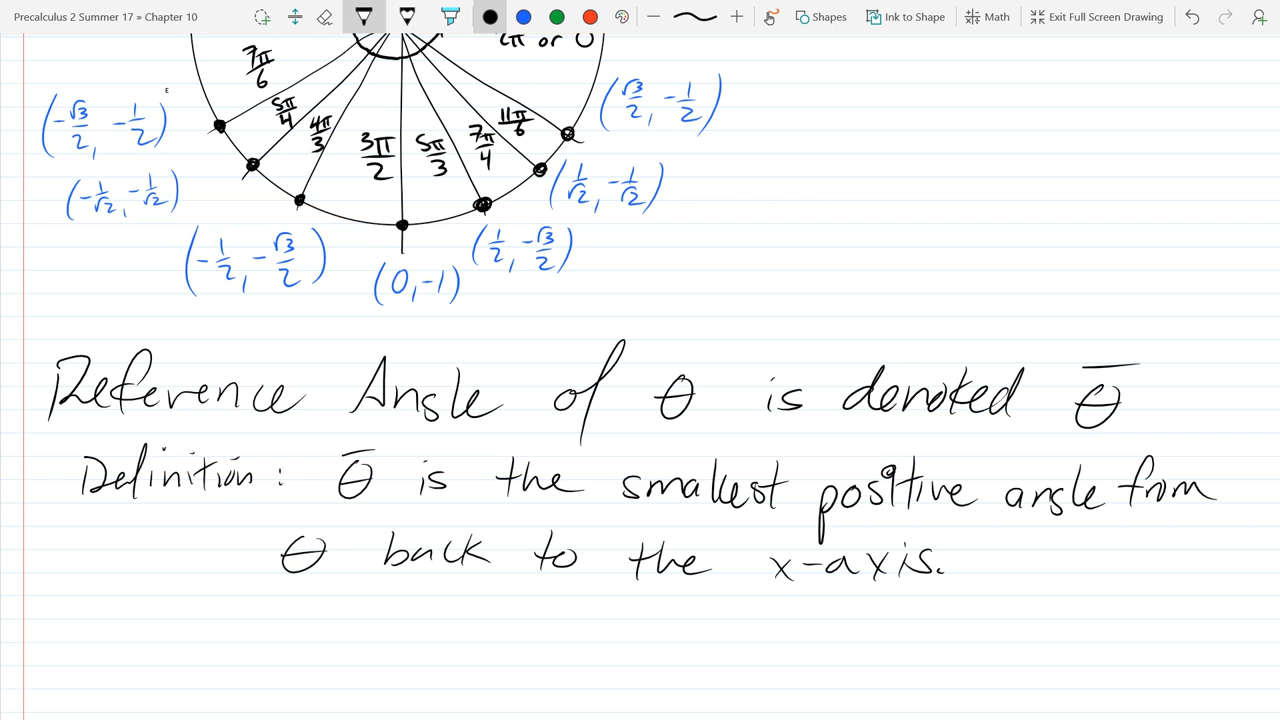 Precalculus 2 Summer 17 » Chapter 10
Shapes Ink to Shape Math Exit Full Screen Drawing
2π or 0
7π/6
5π/4
4π/3
3π/2
5π/3
7π/4
11π/6
(-√3/2, -1/2)
(√3/2, -1/2)
(-1/√2, -1/√2)
(1/√2, -1/√2)
(-1/2, -√3/2)
(0, -1)
(1/2, -√3/2)
Reference Angle of θ is denoted θ̅
Definition: θ̅ is the smallest positive angle from
θ back to the x-axis.